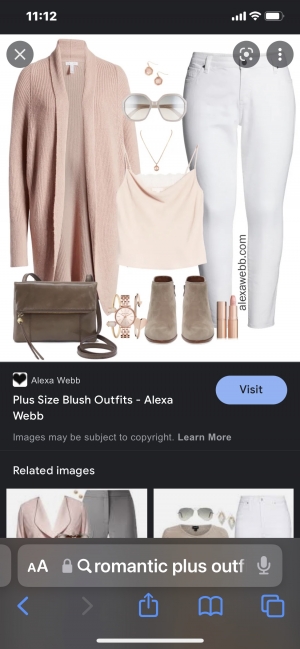 11:12
alexawebb.com
Alexa Webb
Visit
Plus Size Blush Outfits - Alexa
Webb
Images may be subject to copyright. Learn More
Related images
AA romantic plus outf